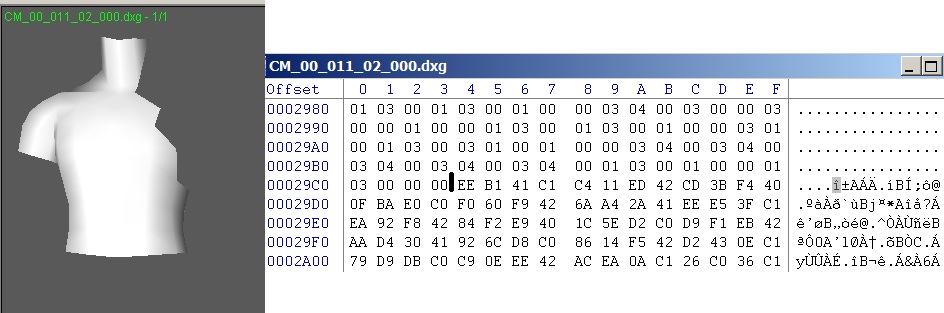 CM_00_011_02_000.dxg - 1/1
CM_00_011_02_000.dxg
Offset 0 1 2 3 4 5 6 7 8 9 A B C D E F
0002980 01 03 00 01 03 00 01 00 00 03 04 00 03 00 00 03 ................
0002990 00 00 01 00 00 01 03 00 01 03 00 01 00 00 03 01 ................
00029A0 00 01 03 00 03 01 00 01 00 00 03 04 00 03 04 00 ................
00029B0 03 04 00 03 04 00 03 04 00 01 03 00 01 00 00 01 ................
00029C0 03 00 00 00 EE B1 41 C1 C4 11 ED 42 CD 3B F4 40 ....î±AÁÄ.íBÍ;ô@
00029D0 0F BA E0 C0 F0 60 F9 42 6A A4 2A 41 EE E5 3F C1 .ºàÀð`ùBj¤*Aîå?Á
00029E0 EA 92 F8 42 84 F2 E9 40 1C 5E D2 C0 D9 F1 EB 42 ê’øB„òé@.^ÒÀÙñëB
00029F0 AA D4 30 41 92 6C D8 C0 86 14 F5 42 D2 43 0E C1 ªÔ0A’lØÀ†.õBÒC.Á
0002A00 79 D9 DB C0 C9 0E EE 42 AC EA 0A C1 26 C0 36 C1 yÙÛÀÉ.îB¬ê.Á&À6Á